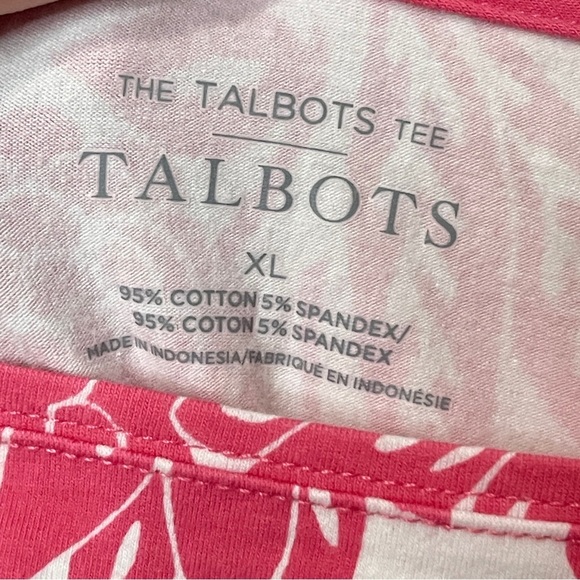 THE TALBOTS TEE
TALBOTS
XL
95% COTTON 5% SPANDEX/
95% COTON 5% SPANDEX
MADE IN INDONESIA/FABRIQUÉ EN INDONÉSIE